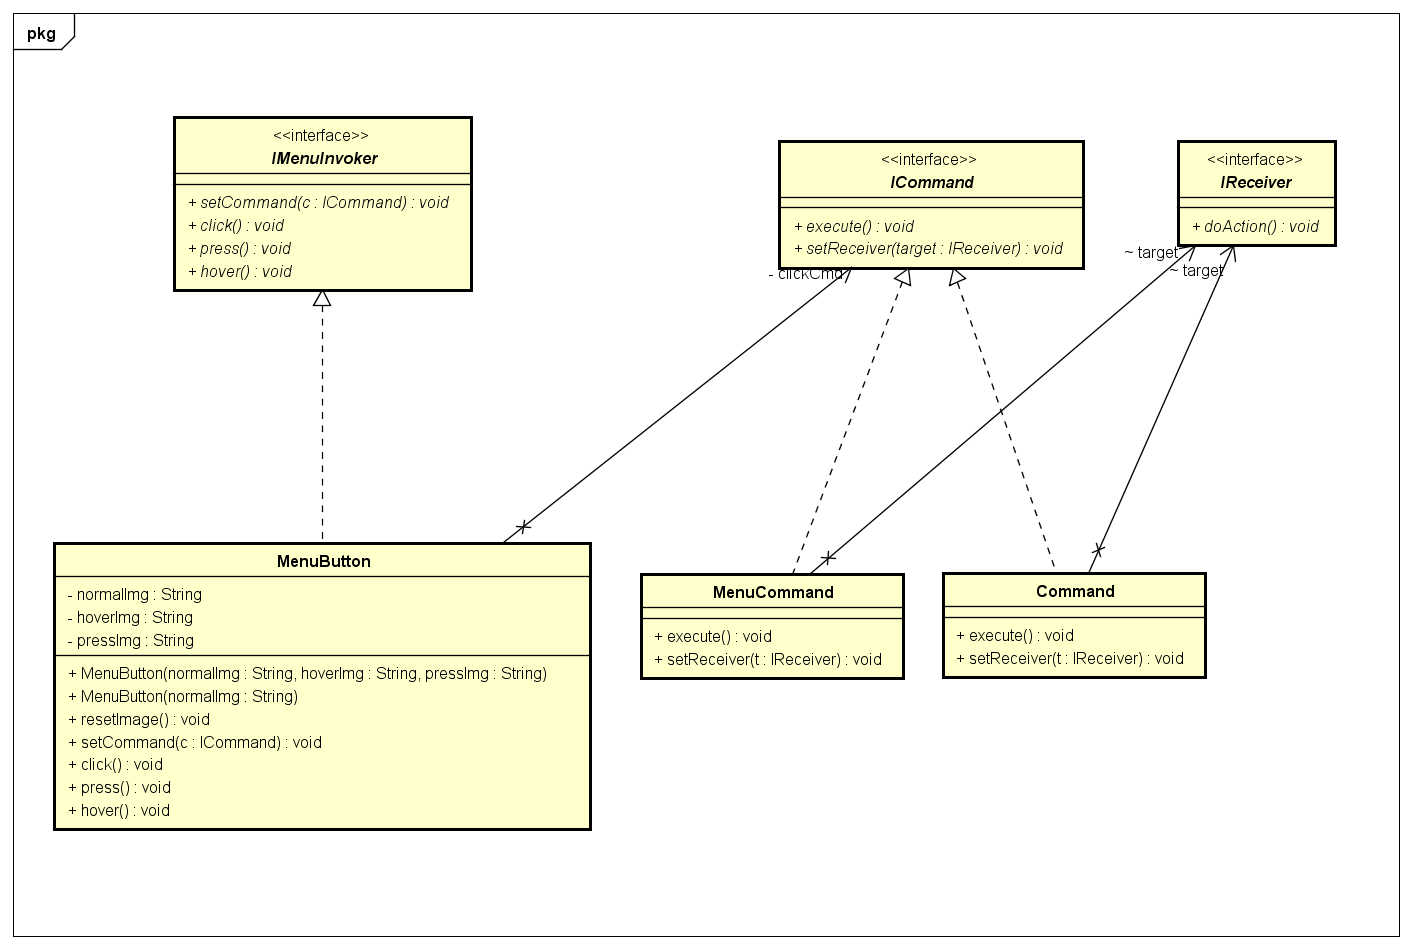 pkg
<<interface>>
IMenuInvoker
+ setCommand(c : ICommand) : void
+ click() : void
+ press() : void
+ hover() : void
<<interface>>
ICommand
+ execute() : void
+ setReceiver(target : IReceiver) : void
<<interface>>
IReceiver
+ doAction() : void
- clickCmd
~ target
~ target
MenuButton
- normalImg : String
- hoverImg : String
- pressImg : String
+ MenuButton(normalImg : String, hoverImg : String, pressImg : String)
+ MenuButton(normalImg : String)
+ resetImage() : void
+ setCommand(c : ICommand) : void
+ click() : void
+ press() : void
+ hover() : void
MenuCommand
+ execute() : void
+ setReceiver(t : IReceiver) : void
Command
+ execute() : void
+ setReceiver(t : IReceiver) : void